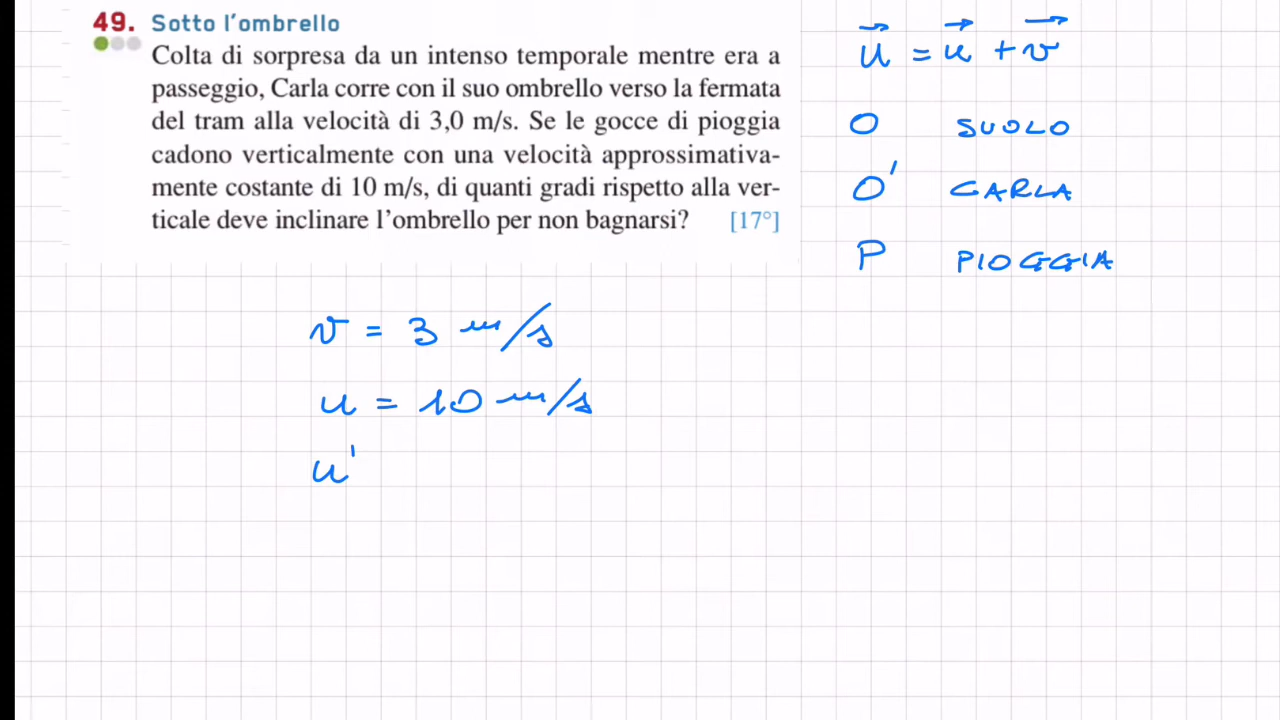 49. Sotto l'ombrello
Colta di sorpresa da un intenso temporale mentre era a
passeggio, Carla corre con il suo ombrello verso la fermata
del tram alla velocità di 3,0 m/s. Se le gocce di pioggia
cadono verticalmente con una velocità approssimativa-
mente costante di 10 m/s, di quanti gradi rispetto alla ver-
ticale deve inclinare l'ombrello per non bagnarsi? [17°]
u⃗ = u⃗ + v⃗
O SUOLO
O' CARLA
P PIOGGIA
v = 3 m/s
u = 10 m/s
u'